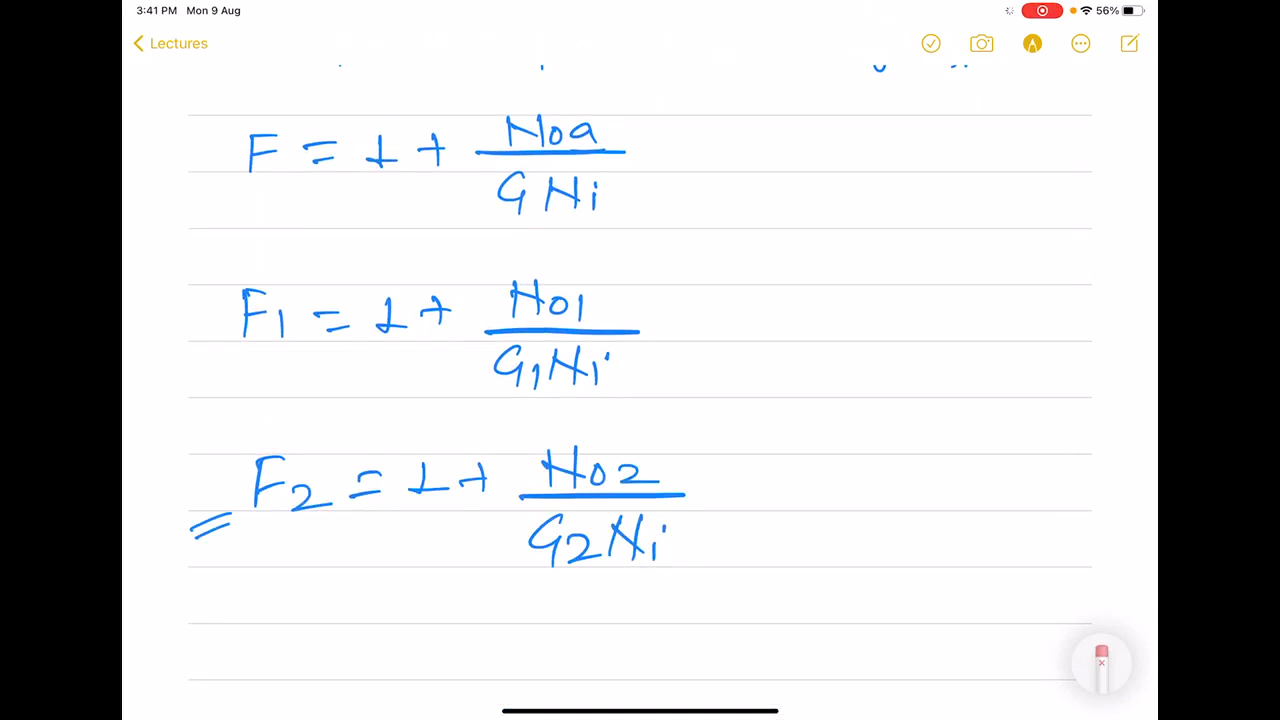 3:41 PM Mon 9 Aug 56%
Lectures
F = 1 + Noa / GNi
F1 = 1 + No1 / G1Ni
F2 = 1 + No2 / G2Ni